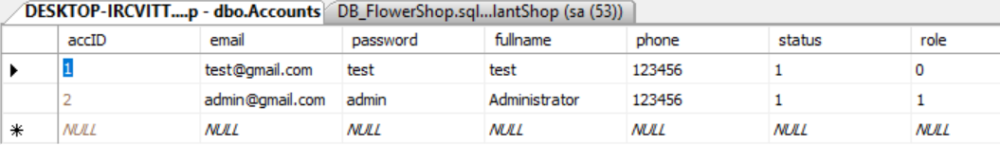 DESKTOP-IRCVITT....p - dbo.Accounts DB_FlowerShop.sql...lantShop (sa (53))
accID email password fullname phone status role
1 test@gmail.com test test 123456 1 0
2 admin@gmail.com admin Administrator 123456 1 1
NULL NULL NULL NULL NULL NULL NULL